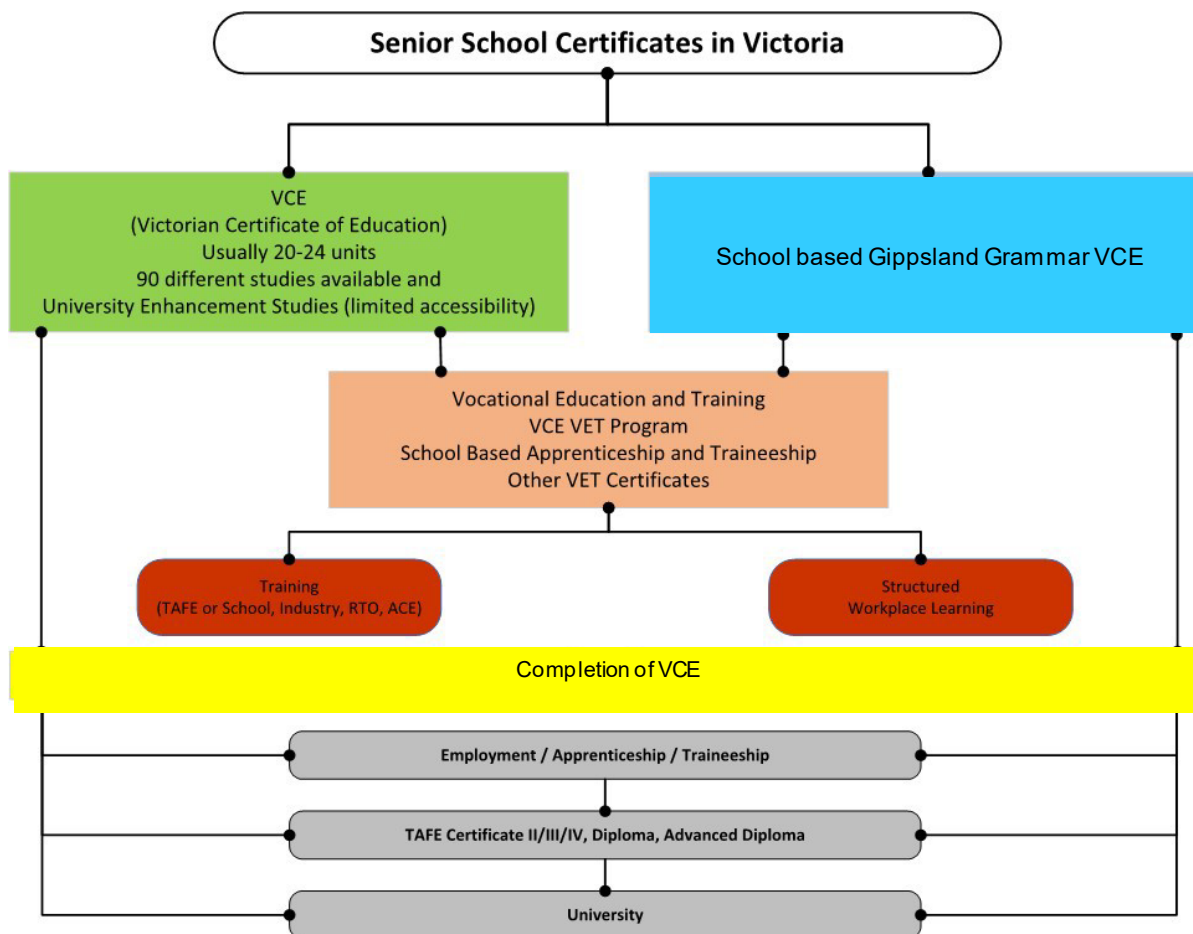 Senior School Certificates in Victoria
VCE
(Victorian Certificate of Education)
Usually 20-24 units
90 different studies available and
University Enhancement Studies (limited accessibility)
School based Gippsland Grammar VCE
Vocational Education and Training
VCE VET Program
School Based Apprenticeship and Traineeship
Other VET Certificates
Training
(TAFE or School, Industry, RTO, ACE)
Structured
Workplace Learning
Completion of VCE
Employment / Apprenticeship / Traineeship
TAFE Certificate II/III/IV, Diploma, Advanced Diploma
University